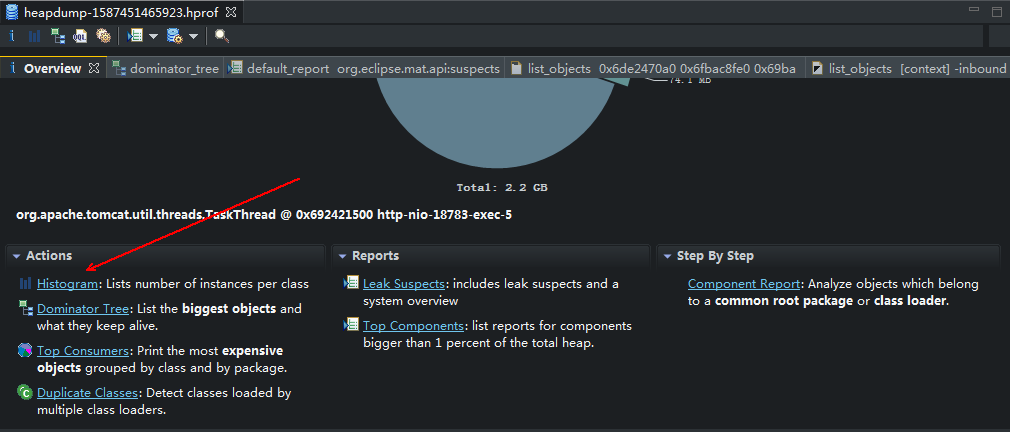 heapdump-1587451465923.hprof
Overview dominator_tree default_report org.eclipse.mat.api:suspects list_objects 0x6de2470a0 0x6fbac8fe0 0x69ba list_objects [context] -inbound
74.1 MB
Total: 2.2 GB
org.apache.tomcat.util.threads.TaskThread @ 0x692421500 http-nio-18783-exec-5
Actions
Histogram: Lists number of instances per class
Dominator Tree: List the biggest objects and
what they keep alive.
Top Consumers: Print the most expensive
objects grouped by class and by package.
Duplicate Classes: Detect classes loaded by
multiple class loaders.
Reports
Leak Suspects: includes leak suspects and a
system overview
Top Components: list reports for components
bigger than 1 percent of the total heap.
Step By Step
Component Report: Analyze objects which belong
to a common root package or class loader.